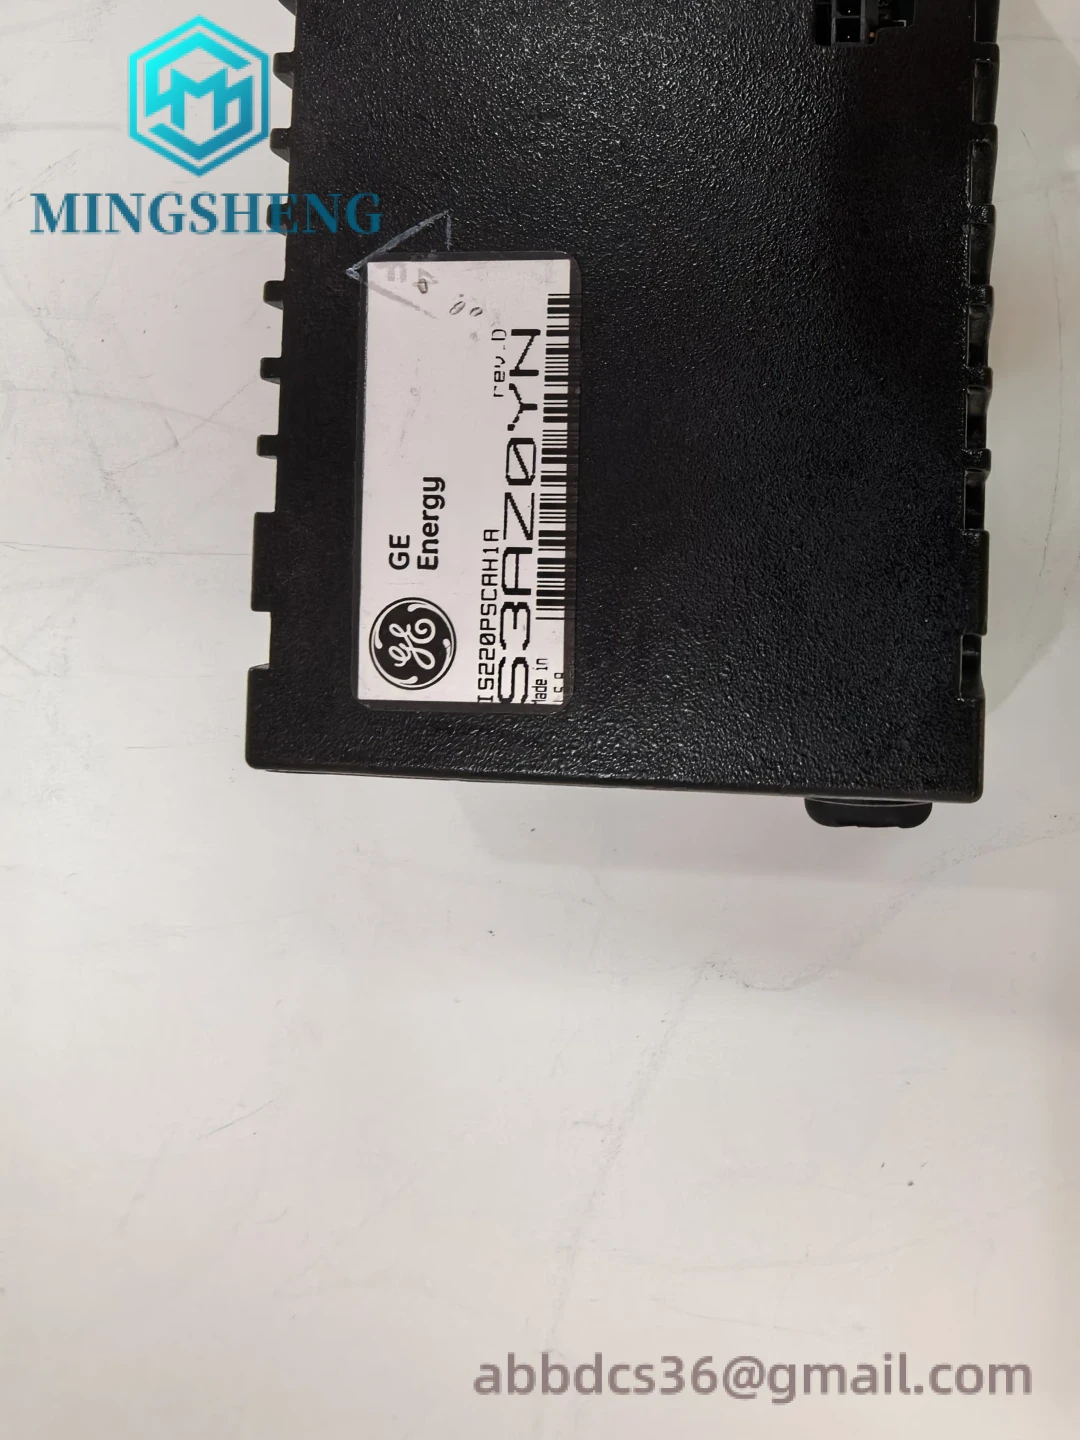 MINGSHENG
GE
Energy
IS220PSCAH1A
rev.D
S3AZ0YN
Made in
abbdcs36@gmail.com